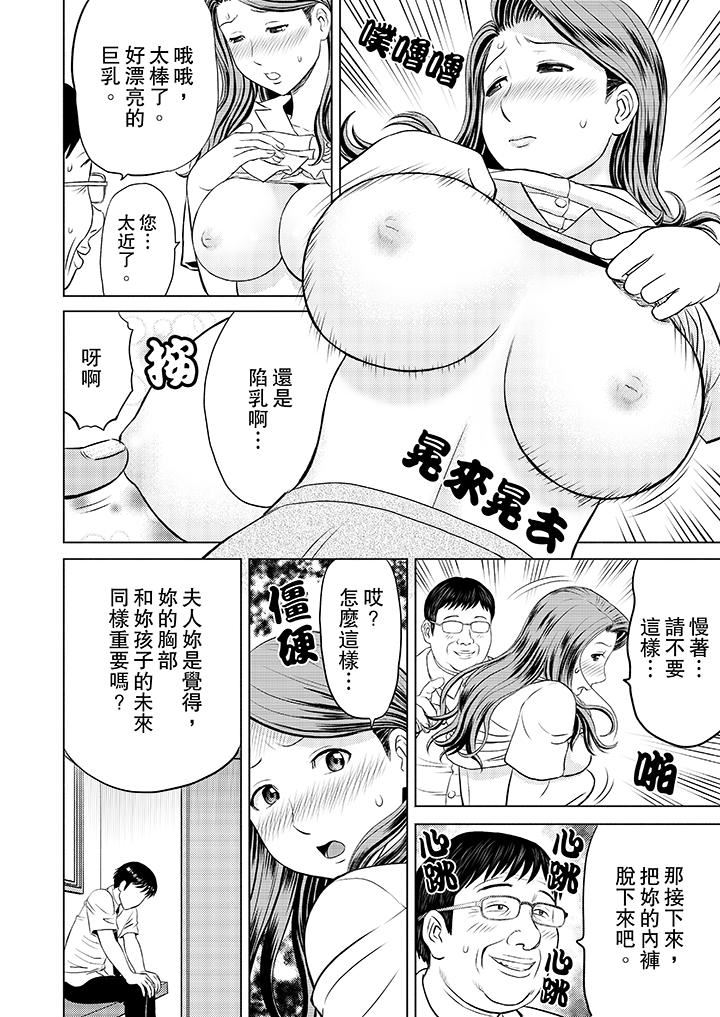 噗嚕嚕
哦哦，
太棒了。
好漂亮的
巨乳。
您…
太近了。
晃來晃去
還是
陷乳啊…
呀啊
慢著…
請不要
這樣…
啪
哎？
怎麼這樣…
僵硬
夫人妳是覺得，
妳的胸部
和妳孩子的未來
同樣重要嗎？
那接下來，
把妳的內褲
脫下來吧。
心跳
心跳
心跳
心跳